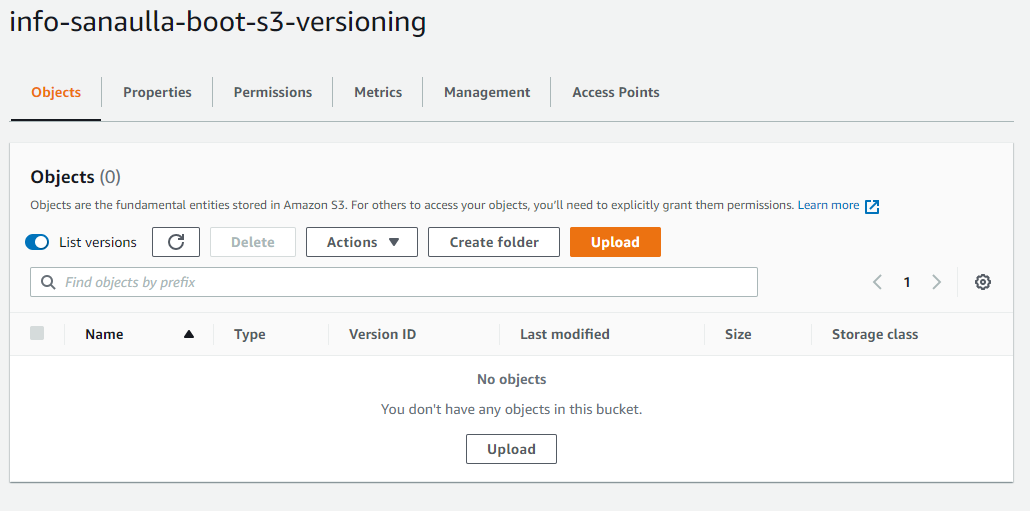 info-sanaulla-boot-s3-versioning
Objects Properties Permissions Metrics Management Access Points
Objects (0)
Objects are the fundamental entities stored in Amazon S3. For others to access your objects, you'll need to explicitly grant them permissions. Learn more
List versions Delete Actions Create folder Upload
Find objects by prefix 1
Name Type Version ID Last modified Size Storage class
No objects
You don't have any objects in this bucket.
Upload